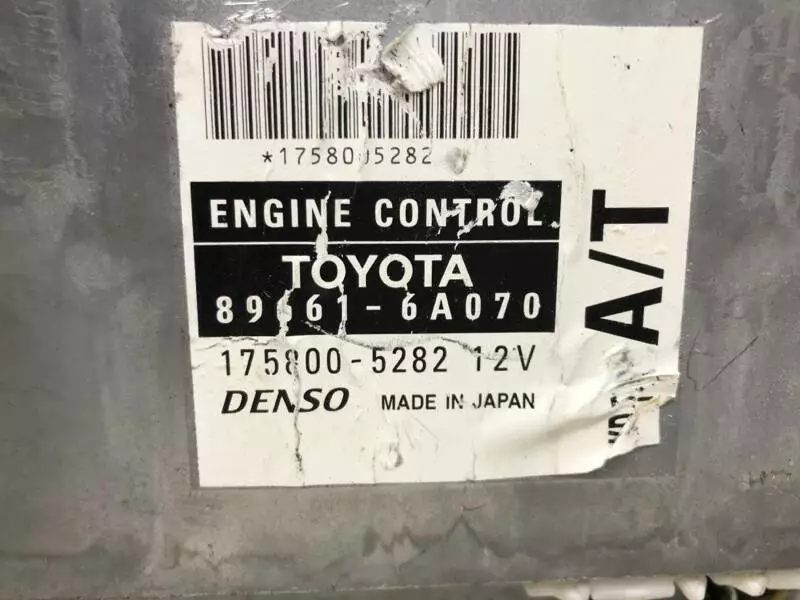 *1758005282
ENGINE CONTROL
TOYOTA
89661-6A070
175800-5282 12V
DENSO MADE IN JAPAN
A/T